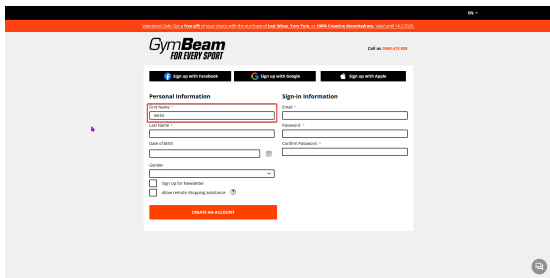 EN
Valentine's Sale: Get a free gift of your choice with the purchase of Just Whey, Yum Yum, or 100% Creatine Monohydrate. Valid until 14.2.2026.
GymBeam
FOR EVERY SPORT
Call us
Sign up with Facebook
Sign up with Google
Sign up with Apple
Personal Information
First Name *
Last Name *
Date of Birth
Gender
Sign Up for Newsletter
Allow remote shopping assistance
CREATE AN ACCOUNT
Sign-in Information
Email *
Password *
Confirm Password *